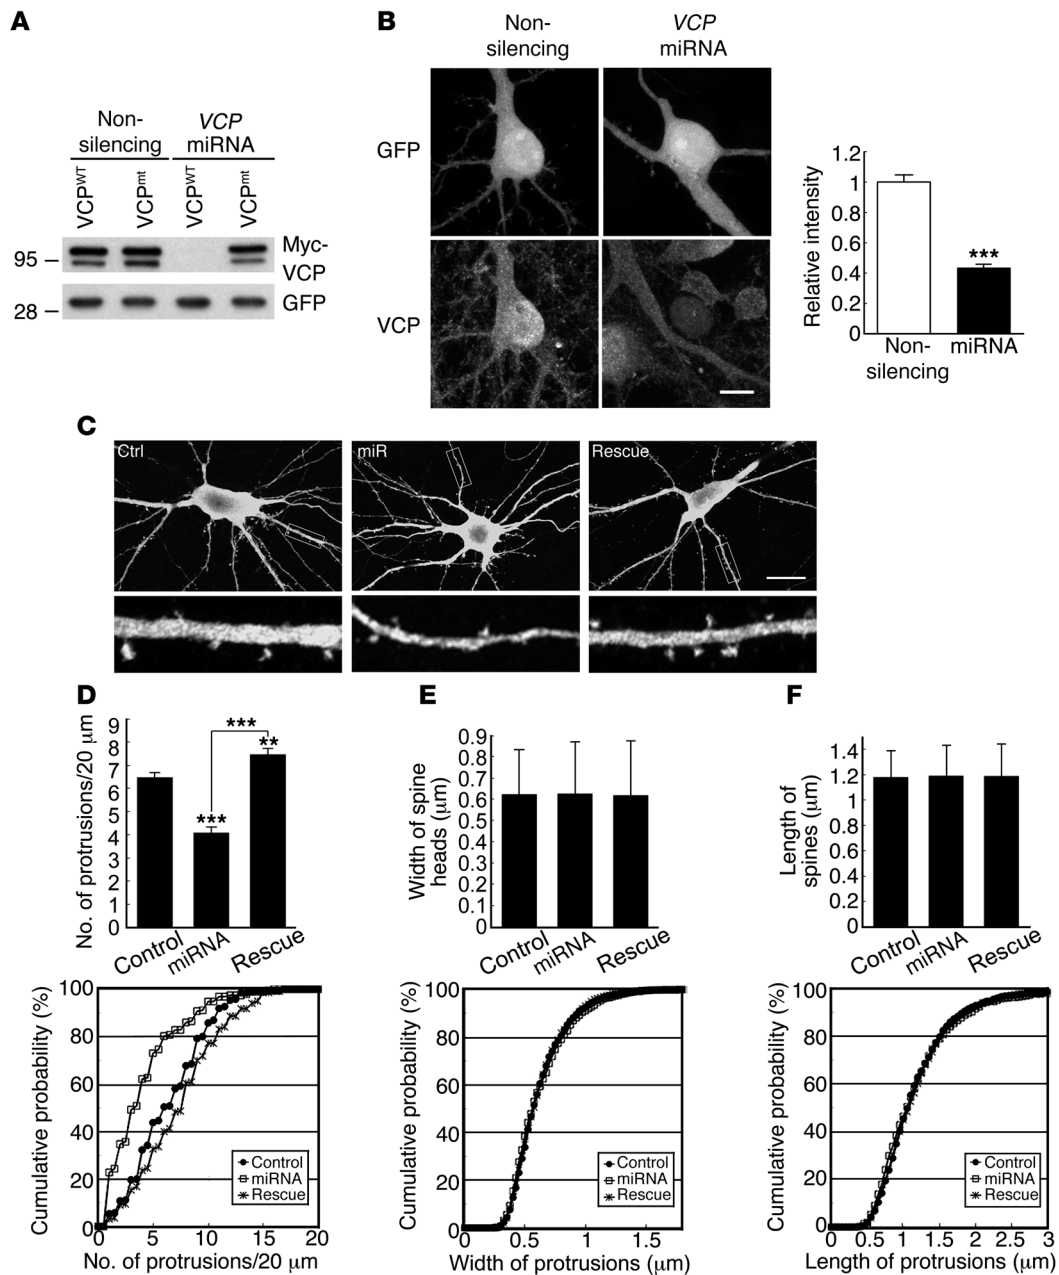 A
Non-
silencing
VCP
miRNA
VCPWT
VCPmt
VCPWT
VCPmt
95
Myc-
VCP
28
GFP
B
Non-
silencing
VCP
miRNA
GFP
VCP
Relative intensity
1.2
1
0.8
0.6
0.4
0.2
0
***
Non-
silencing
miRNA
C
Ctrl
miR
Rescue
D
No. of protrusions/20 μm
9
8
7
6
5
4
3
2
1
0
***
***
**
Control
miRNA
Rescue
E
Width of spine
heads (μm)
0.9
0.8
0.7
0.6
0.5
0.4
0.3
0.2
0.1
0
Control
miRNA
Rescue
F
Length of
spines (μm)
1.4
1.2
1
0.8
0.6
0.4
0.2
0
Control
miRNA
Rescue
Cumulative probability (%)
100
80
60
40
20
0
Control
miRNA
Rescue
0 5 10 15 20
No. of protrusions/20 μm
Cumulative probability (%)
100
80
60
40
20
0
Control
miRNA
Rescue
0 0.5 1 1.5
Width of protrusions (μm)
Cumulative probability (%)
100
80
60
40
20
0
Control
miRNA
Rescue
0 0.5 1 1.5 2 2.5 3
Length of protrusions (μm)